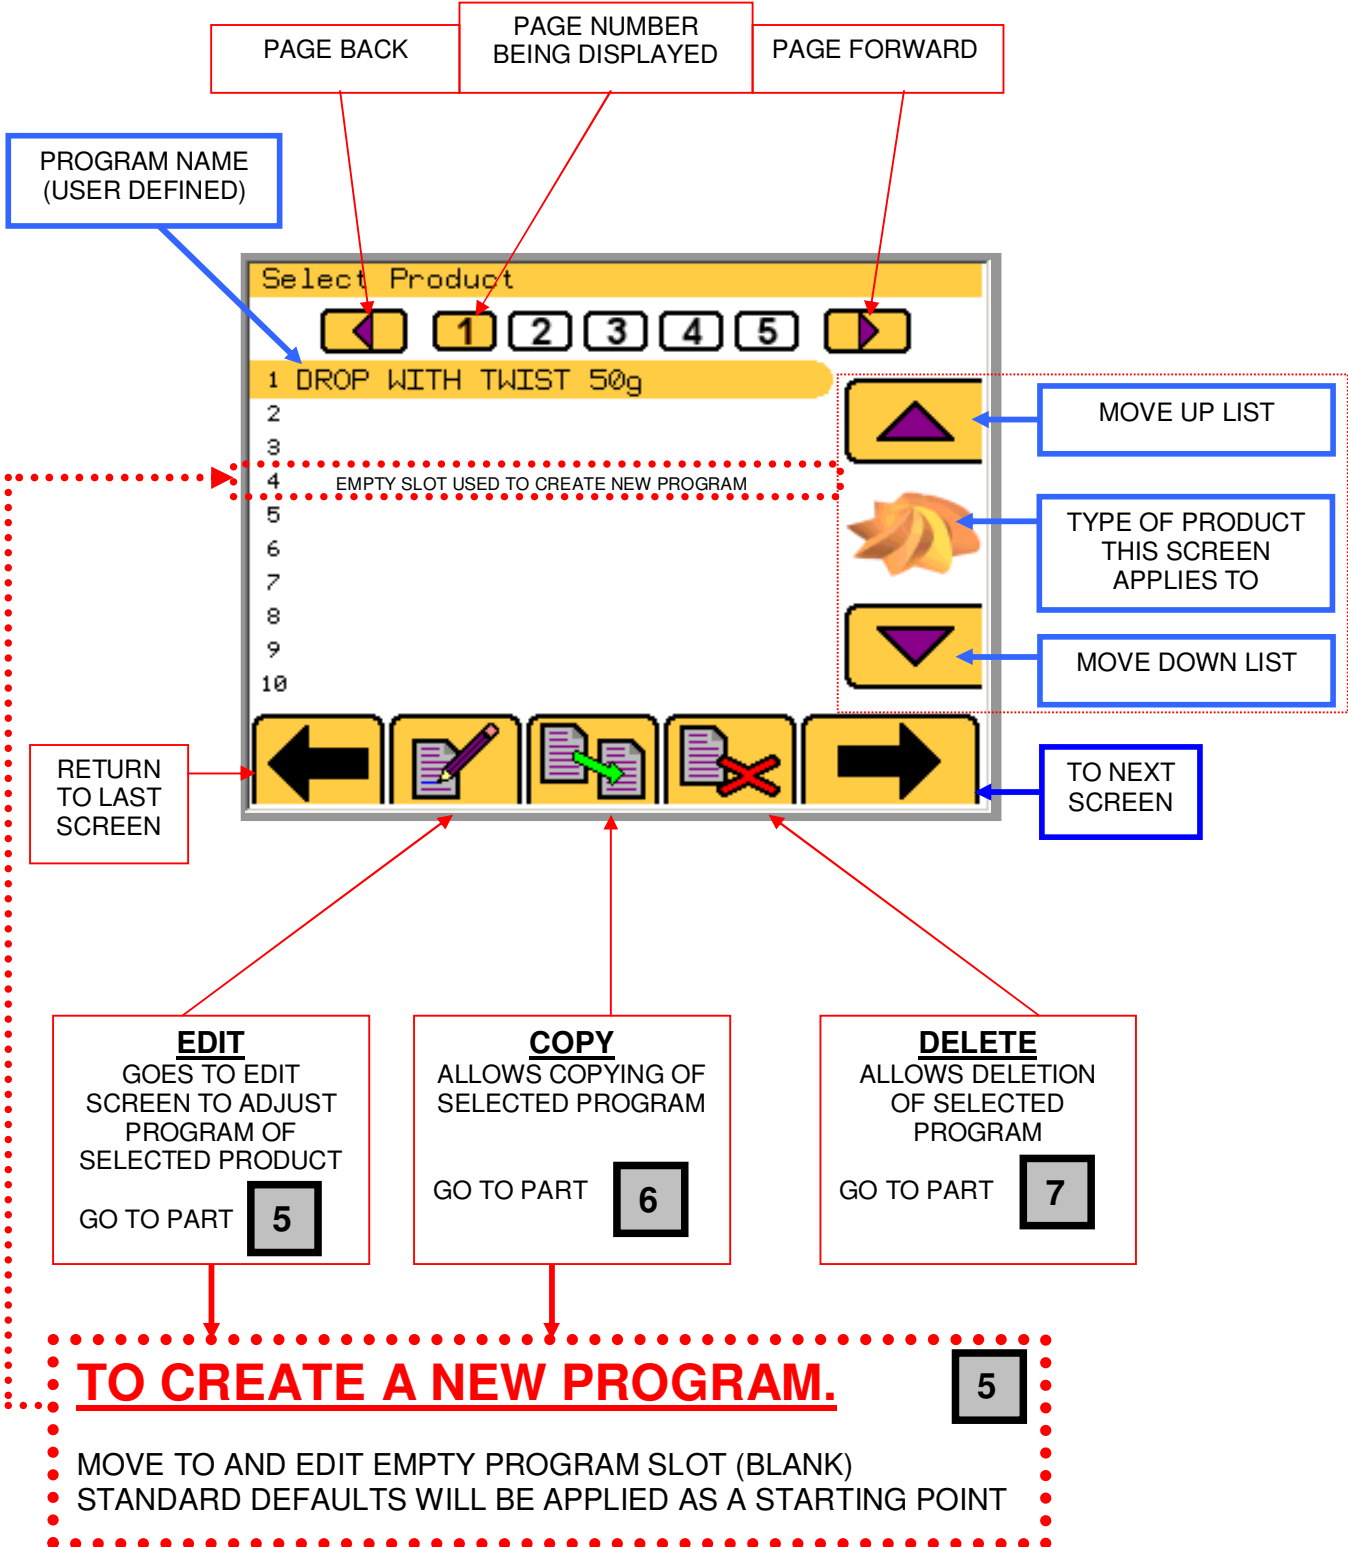 PAGE BACK
PAGE NUMBER
BEING DISPLAYED
PAGE FORWARD
PROGRAM NAME
(USER DEFINED)
Select Product
1 2 3 4 5
1 DROP WITH TWIST 50g
2
3
4 EMPTY SLOT USED TO CREATE NEW PROGRAM
5
6
7
8
9
10
MOVE UP LIST
TYPE OF PRODUCT
THIS SCREEN
APPLIES TO
MOVE DOWN LIST
RETURN
TO LAST
SCREEN
TO NEXT
SCREEN
EDIT
GOES TO EDIT
SCREEN TO ADJUST
PROGRAM OF
SELECTED PRODUCT
GO TO PART 5
COPY
ALLOWS COPYING OF
SELECTED PROGRAM
GO TO PART 6
DELETE
ALLOWS DELETION
OF SELECTED
PROGRAM
GO TO PART 7
TO CREATE A NEW PROGRAM. 5
MOVE TO AND EDIT EMPTY PROGRAM SLOT (BLANK)
STANDARD DEFAULTS WILL BE APPLIED AS A STARTING POINT